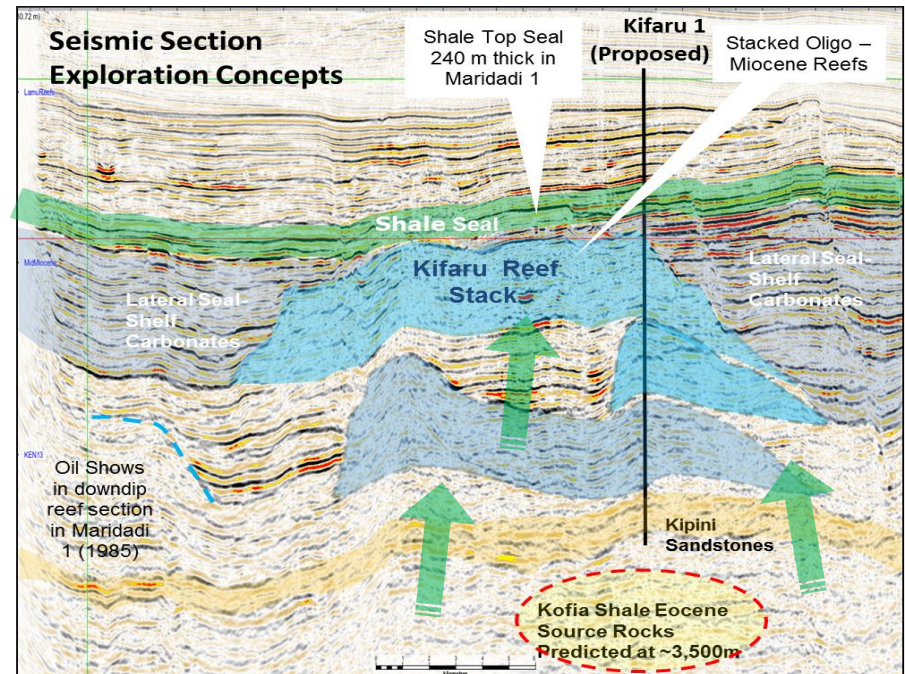 0.72 m)
Seismic Section
Exploration Concepts
Shale Top Seal
240 m thick in
Maridadi 1
Kifaru 1
(Proposed)
Stacked Oligo –
Miocene Reefs
LamuReefs
Shale Seal
MidMiocene
Kifaru Reef
Stack
Lateral Seal-
Shelf
Carbonates
Lateral Seal-
Shelf
Carbonates
KEN13
Oil Shows
in downdip
reef section
in Maridadi
1 (1985)
Kipini
Sandstones
Kofia Shale Eocene
Source Rocks
Predicted at ~3,500m